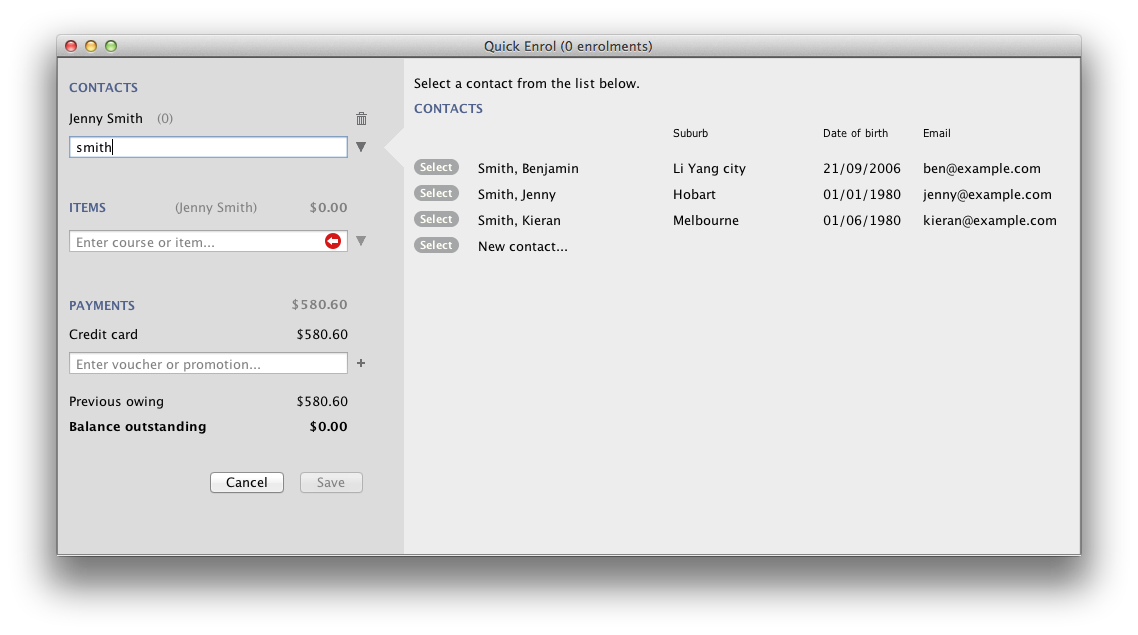 Quick Enrol (0 enrolments)
CONTACTS
Jenny Smith (0)
smith
ITEMS (Jenny Smith) $0.00
Enter course or item...
PAYMENTS $580.60
Credit card $580.60
Enter voucher or promotion...
Previous owing $580.60
Balance outstanding $0.00
Cancel Save
Select a contact from the list below.
CONTACTS
Suburb Date of birth Email
Select Smith, Benjamin Li Yang city 21/09/2006 ben@example.com
Select Smith, Jenny Hobart 01/01/1980 jenny@example.com
Select Smith, Kieran Melbourne 01/06/1980 kieran@example.com
Select New contact...